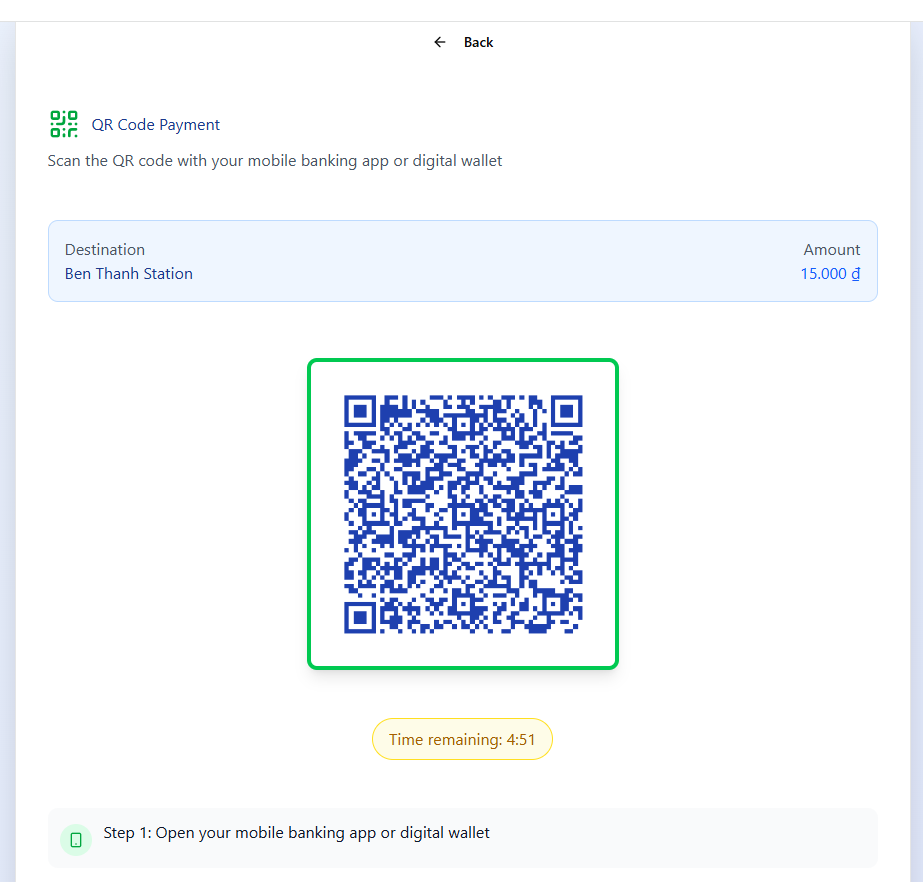 Back
QR Code Payment
Scan the QR code with your mobile banking app or digital wallet
Destination
Amount
Ben Thanh Station
15.000 ₫
Time remaining: 4:51
Step 1: Open your mobile banking app or digital wallet